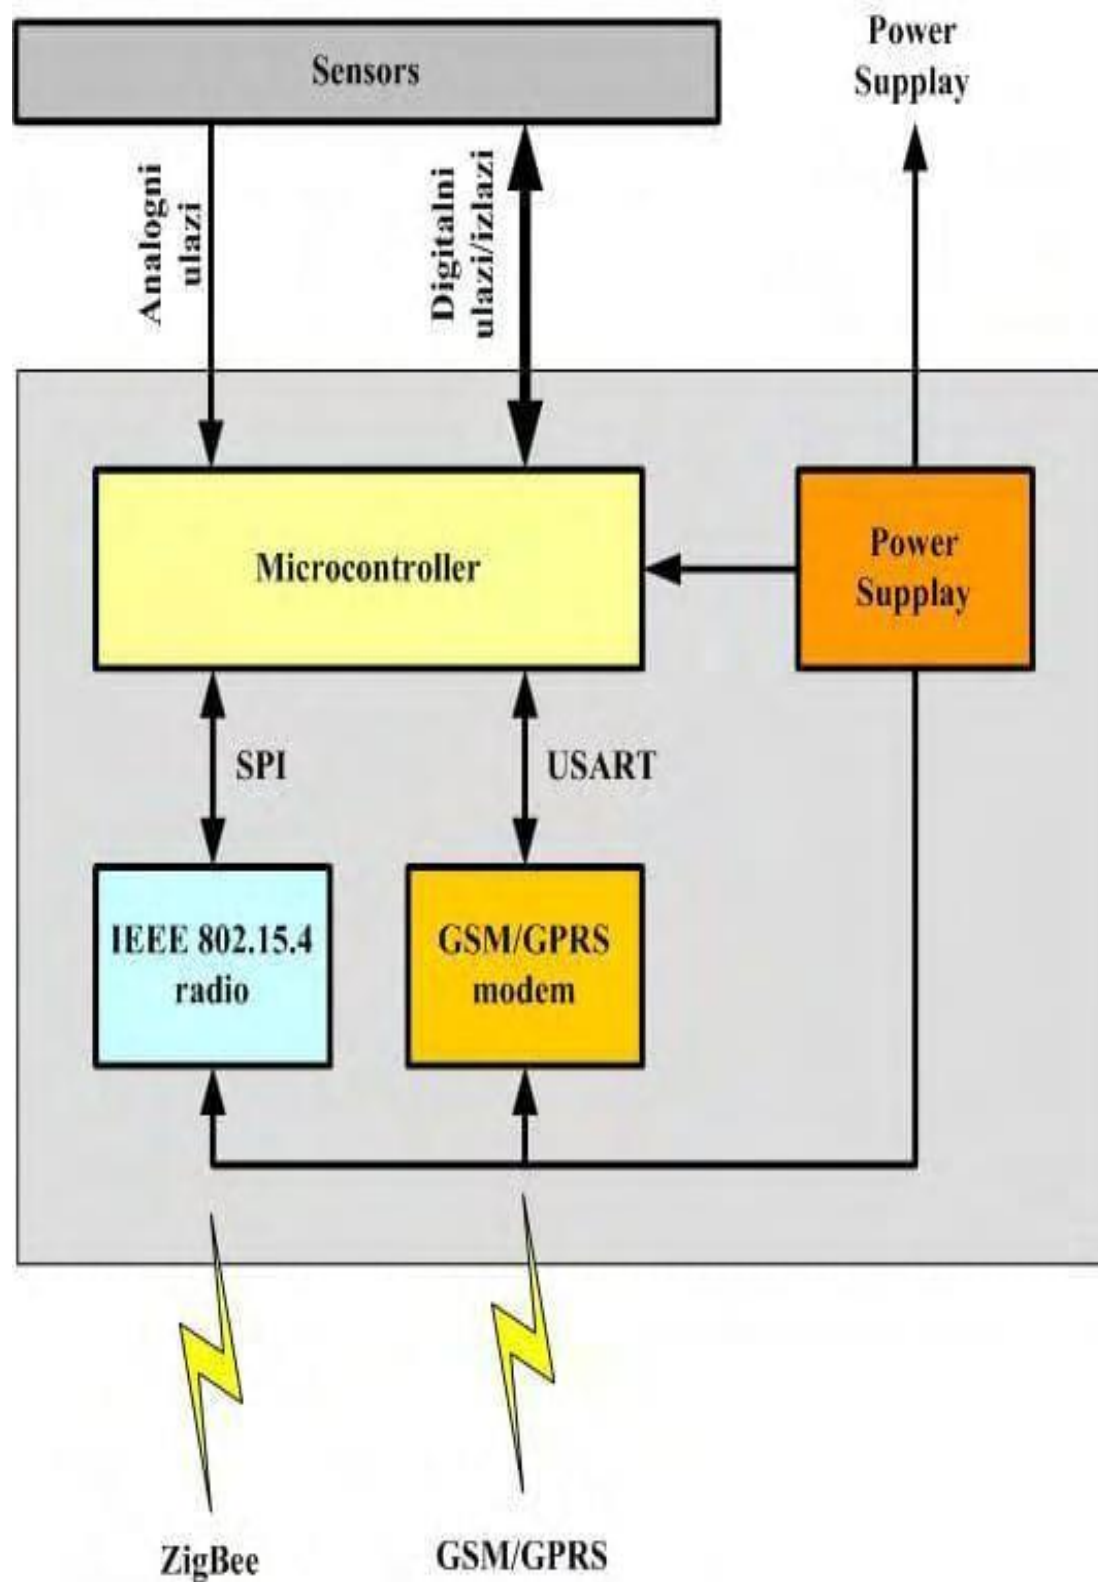 Sensors
Power
Supplay
Analogni
ulazi
Digitalni
ulazi/izlazi
Microcontroller
Power
Supplay
SPI
USART
IEEE 802.15.4
radio
GSM/GPRS
modem
ZigBee
GSM/GPRS